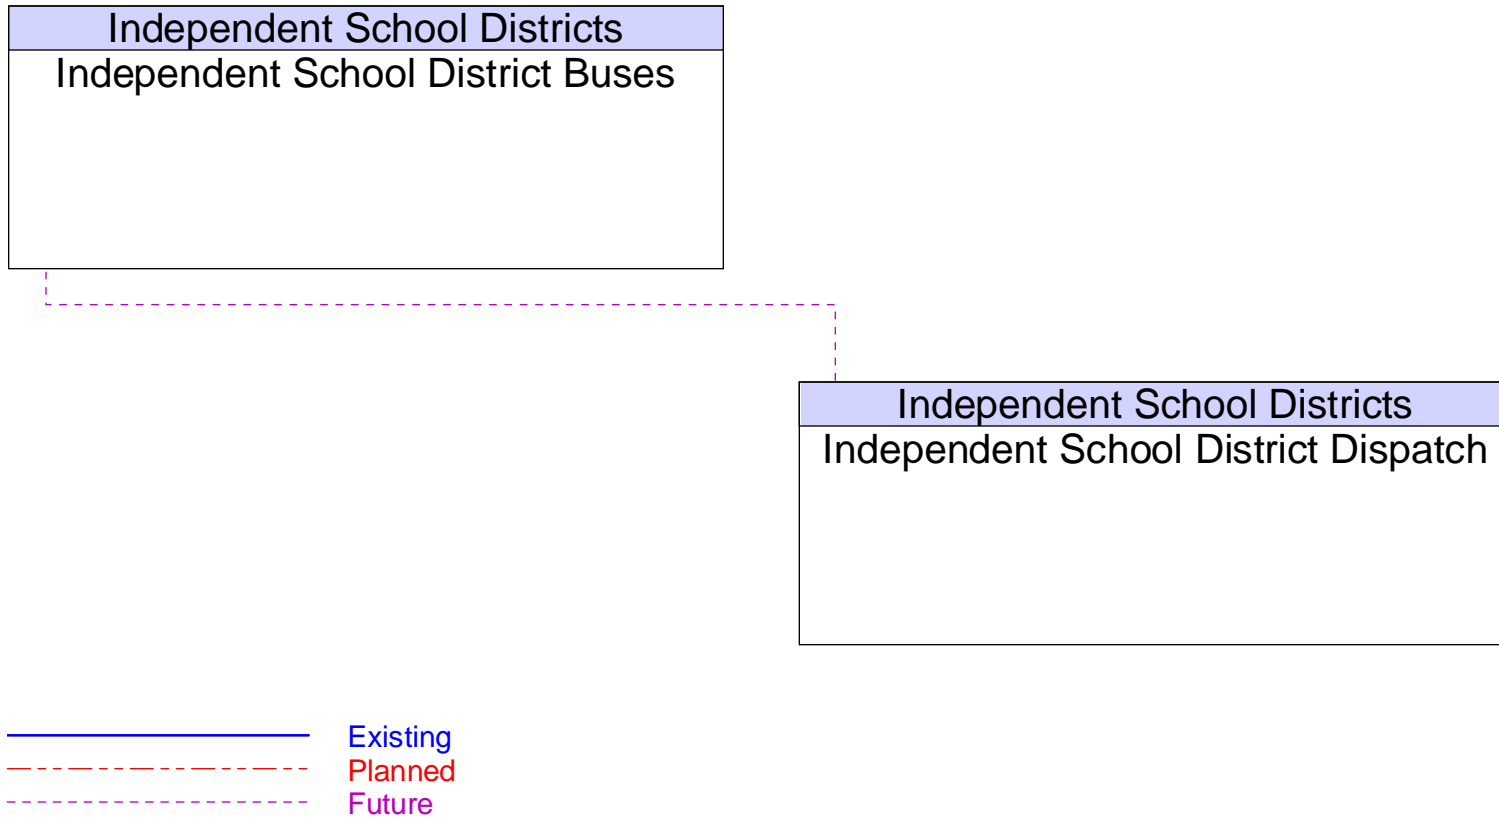 Independent School Districts
Independent School District Buses
Independent School Districts
Independent School District Dispatch
Existing
Planned
Future